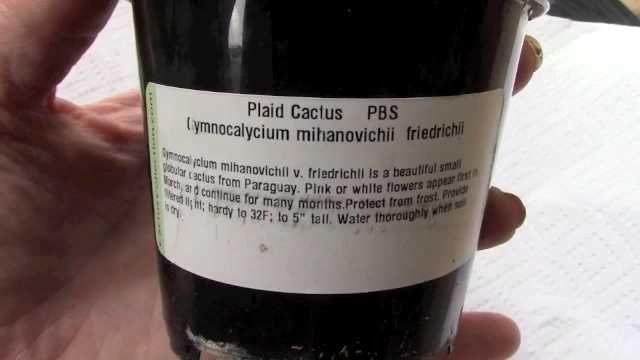 Plaid Cactus PBS
Gymnocalycium mihanovichii friedrichii
Gymnocalycium mihanovichii v. friedrichii is a beautiful small
globular cactus from Paraguay. Pink or white flowers appear first in
March, and continue for many months. Protect from frost. Provide
filtered light; hardy to 32F; to 5" tall. Water thoroughly when soil
is dry.